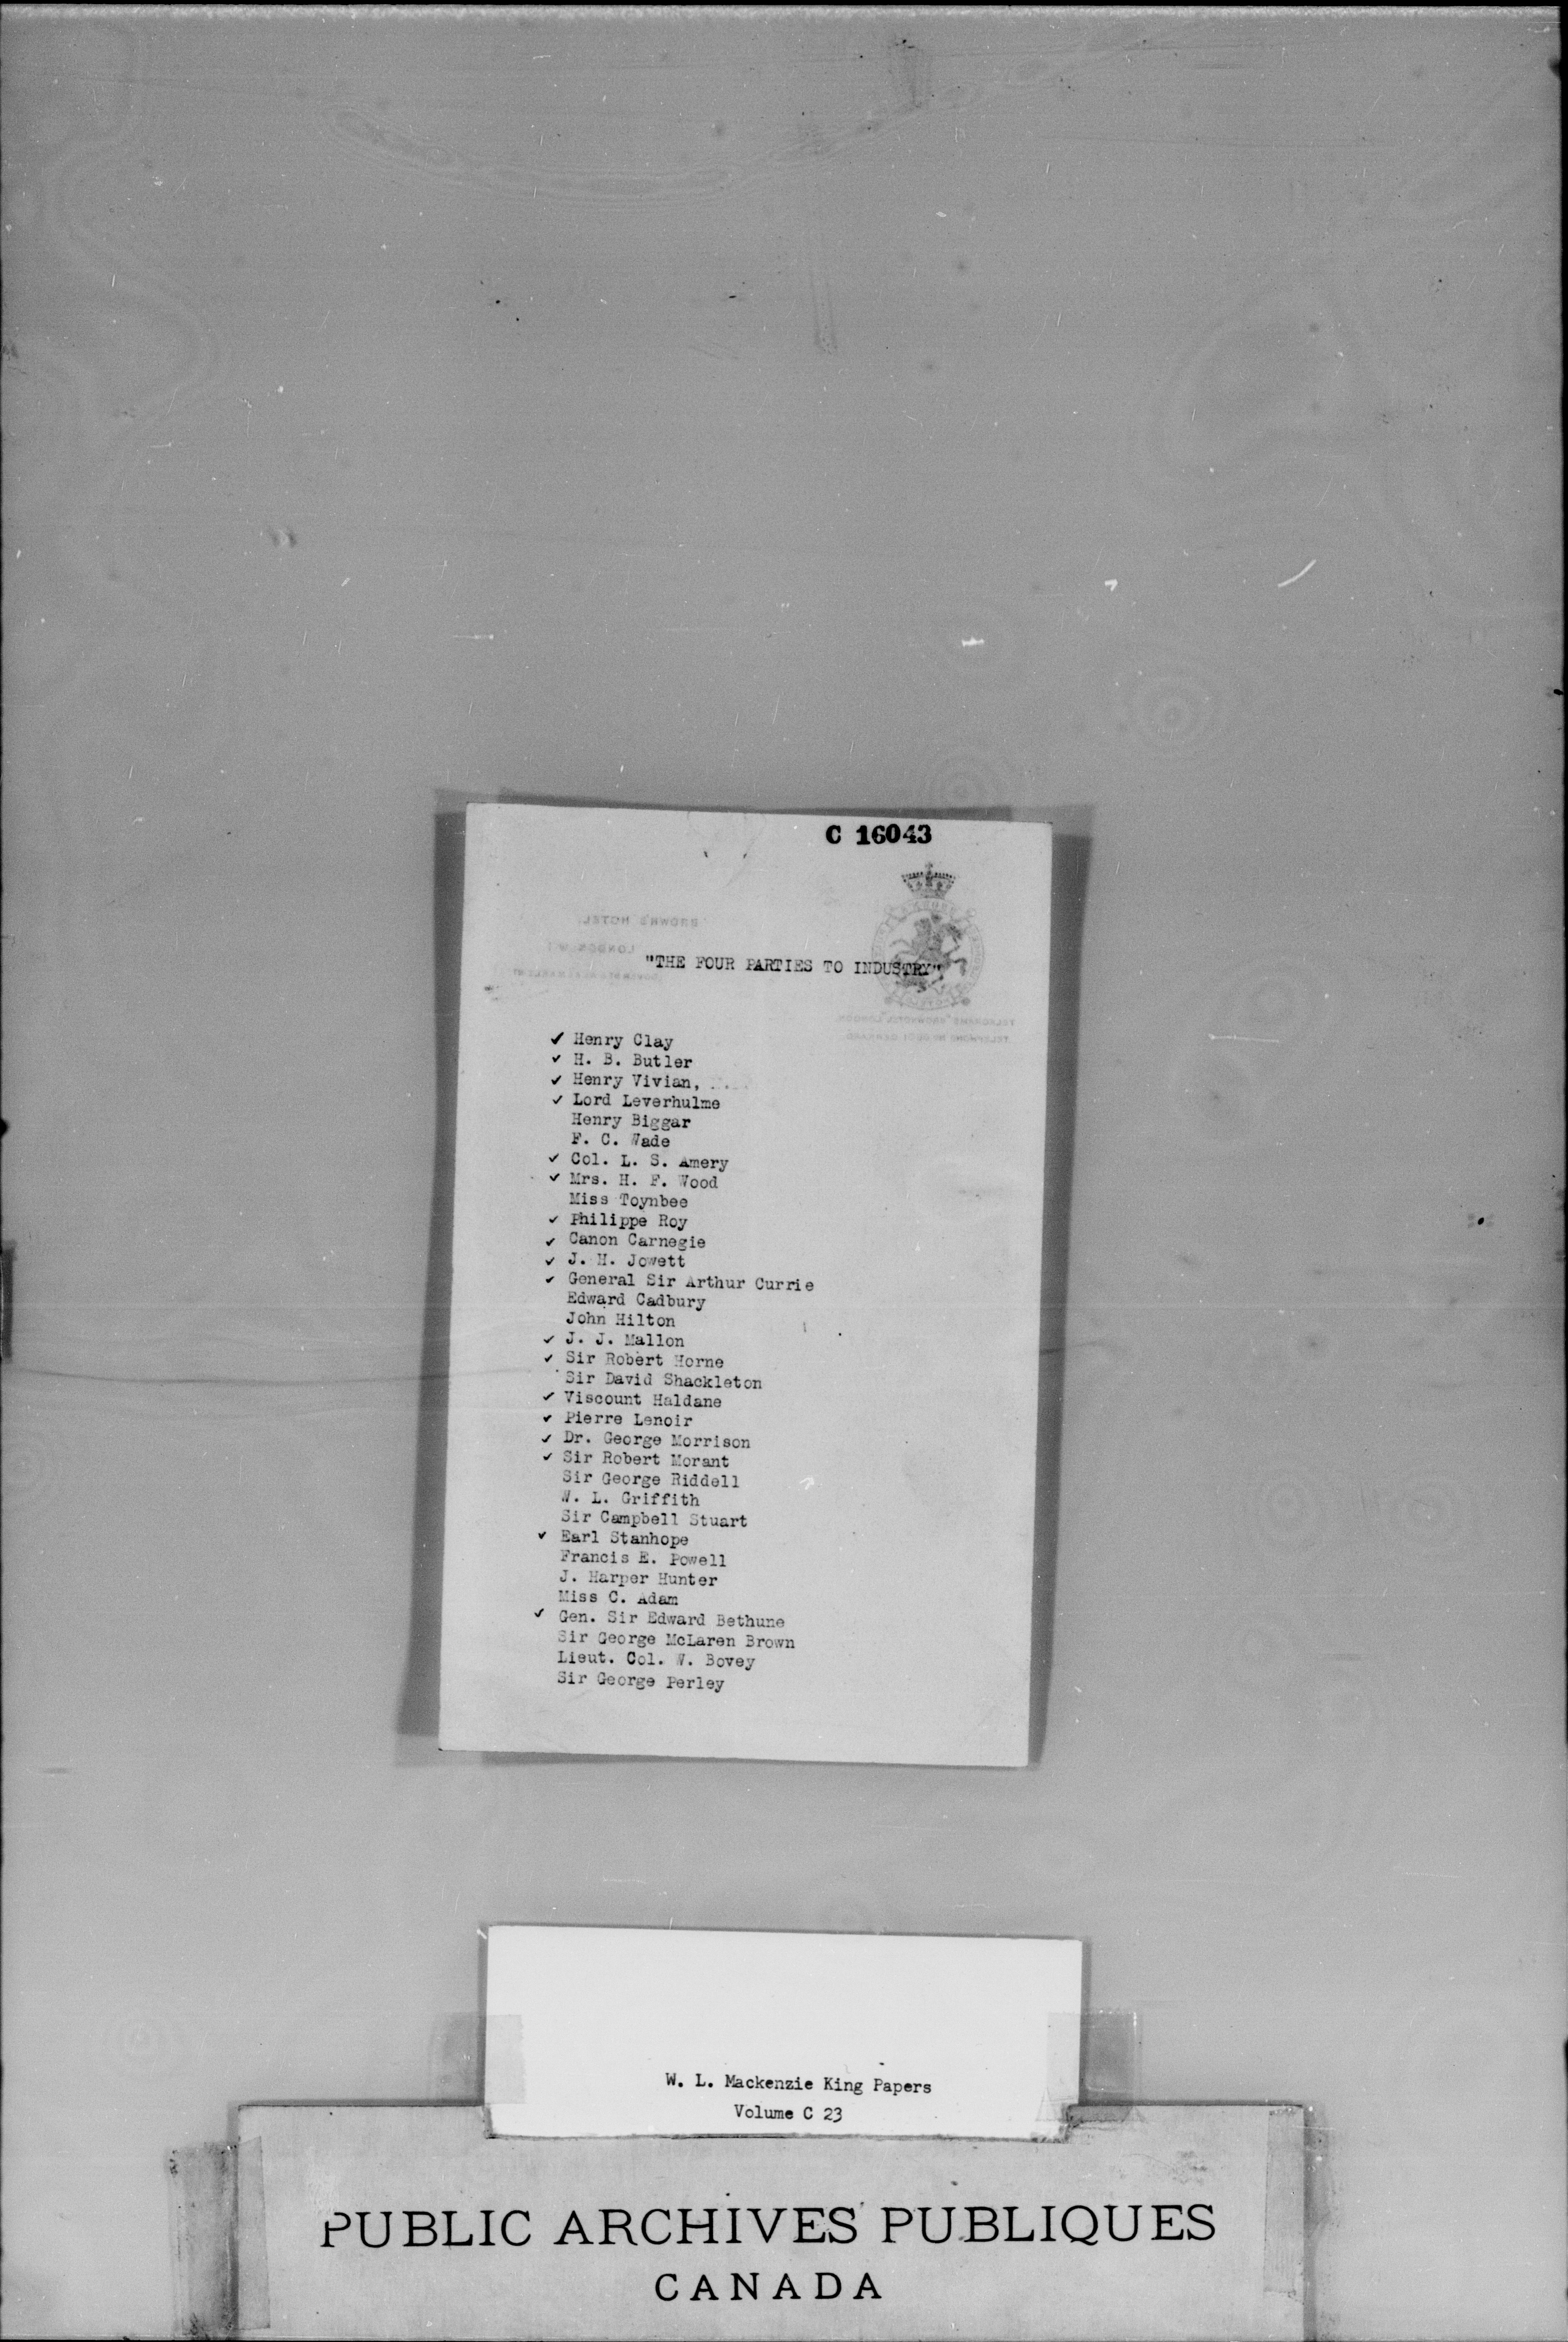 C 16043
BROWN'S HOTEL,
LONDON, W.1
"THE FOUR PARTIES TO INDUSTRY"
✓ Henry Clay
✓ H. B. Butler
✓ Henry Vivian,
✓ Lord Leverhulme
Henry Biggar
F. C. Wade
✓ Col. L. S. Amery
✓ Mrs. H. F. Wood
Miss Toynbee
✓ Philippe Roy
✓ Canon Carnegie
✓ J. H. Jowett
✓ General Sir Arthur Currie
Edward Cadbury
John Hilton
✓ J. J. Mallon
✓ Sir Robert Horne
Sir David Shackleton
✓ Viscount Haldane
✓ Pierre Lenoir
✓ Dr. George Morrison
✓ Sir Robert Morant
Sir George Riddell
W. L. Griffith
Sir Campbell Stuart
✓ Earl Stanhope
Francis E. Powell
J. Harper Hunter
Miss C. Adam
✓ Gen. Sir Edward Bethune
Sir George McLaren Brown
Lieut. Col. W. Bovey
Sir George Perley
W. L. Mackenzie King Papers
Volume C 23
PUBLIC ARCHIVES PUBLIQUES
CANADA